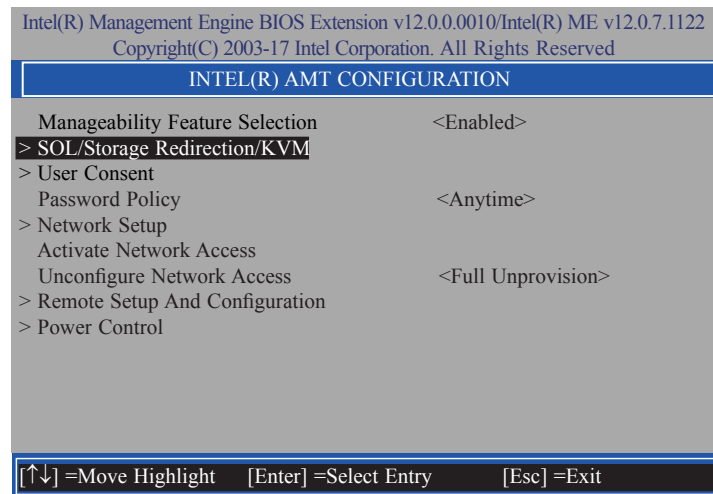 Intel(R) Management Engine BIOS Extension v12.0.0.0010/Intel(R) ME v12.0.7.1122
Copyright(C) 2003-17 Intel Corporation. All Rights Reserved
INTEL(R) AMT CONFIGURATION
Manageability Feature Selection <Enabled>
> SOL/Storage Redirection/KVM
> User Consent
Password Policy <Anytime>
> Network Setup
Activate Network Access
Unconfigure Network Access <Full Unprovision>
> Remote Setup And Configuration
> Power Control
[↑↓] =Move Highlight [Enter] =Select Entry [Esc] =Exit